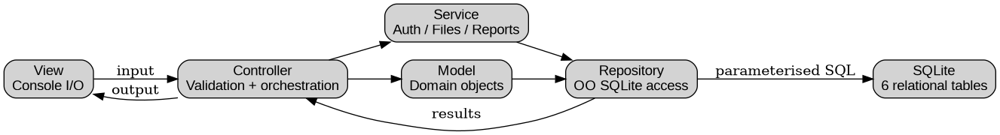 Service
Auth / Files / Reports
View
Console I/O
input
output
Controller
Validation + orchestration
Model
Domain objects
Repository
OO SQLite access
parameterised SQL
SQLite
6 relational tables
results